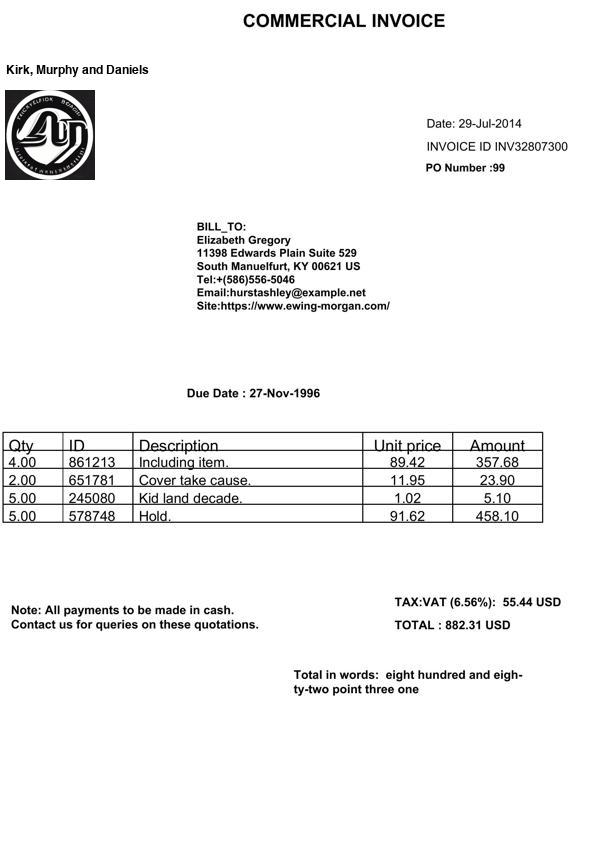 COMMERCIAL INVOICE
Kirk, Murphy and Daniels
Date: 29-Jul-2014
INVOICE ID INV32807300
PO Number :99
BILL_TO:
Elizabeth Gregory
11398 Edwards Plain Suite 529
South Manuelfurt, KY 00621 US
Tel:+(586)556-5046
Email:hurstashley@example.net
Site:https://www.ewing-morgan.com/
Due Date : 27-Nov-1996
Qty ID Description Unit price Amount
4.00 861213 Including item. 89.42 357.68
2.00 651781 Cover take cause. 11.95 23.90
5.00 245080 Kid land decade. 1.02 5.10
5.00 578748 Hold. 91.62 458.10
Note: All payments to be made in cash.
Contact us for queries on these quotations.
TAX:VAT (6.56%): 55.44 USD
TOTAL : 882.31 USD
Total in words: eight hundred and eigh-
ty-two point three one